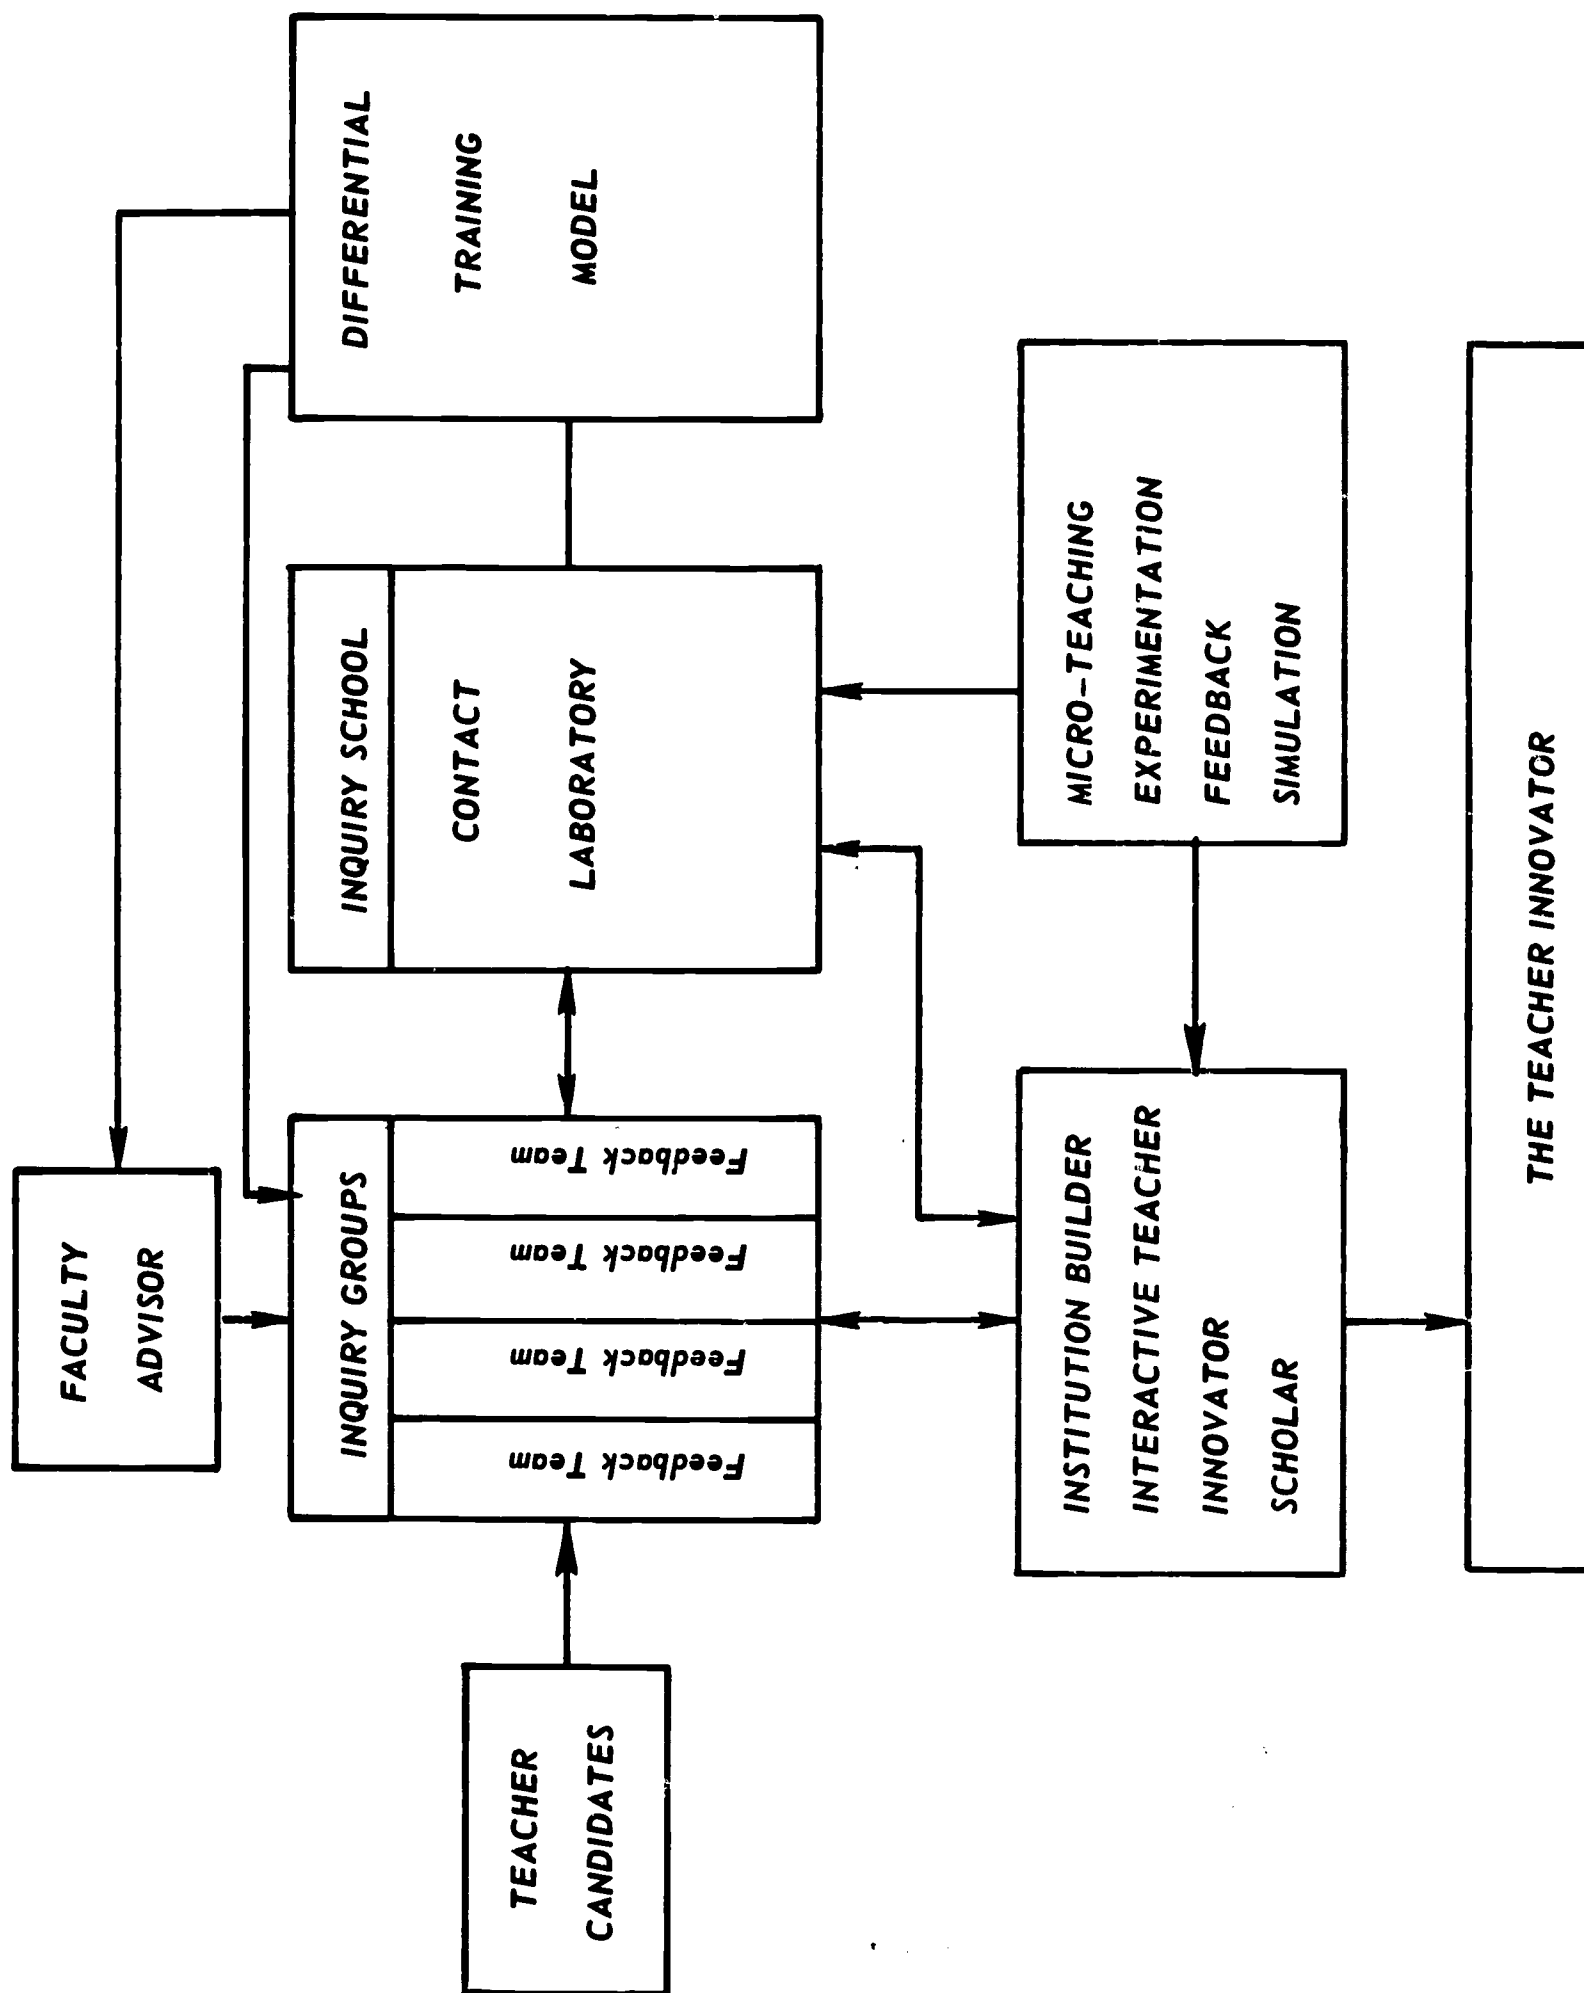 FACULTY
ADVISOR
TEACHER
CANDIDATES
INQUIRY GROUPS
Feedback Team
Feedback Team
Feedback Team
Feedback Team
INQUIRY SCHOOL
CONTACT
LABORATORY
DIFFERENTIAL
TRAINING
MODEL
INSTITUTION BUILDER
INTERACTIVE TEACHER
INNOVATOR
SCHOLAR
MICRO-TEACHING
EXPERIMENTATION
FEEDBACK
SIMULATION
THE TEACHER INNOVATOR